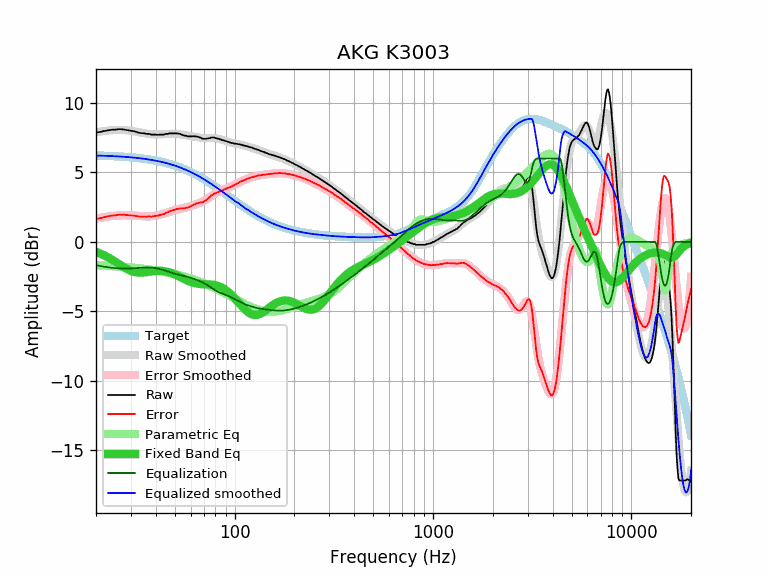 AKG K3003
Amplitude (dBr)
10
5
0
−5
−10
−15
Target
Raw Smoothed
Error Smoothed
Raw
Error
Parametric Eq
Fixed Band Eq
Equalization
Equalized smoothed
100
1000
10000
Frequency (Hz)